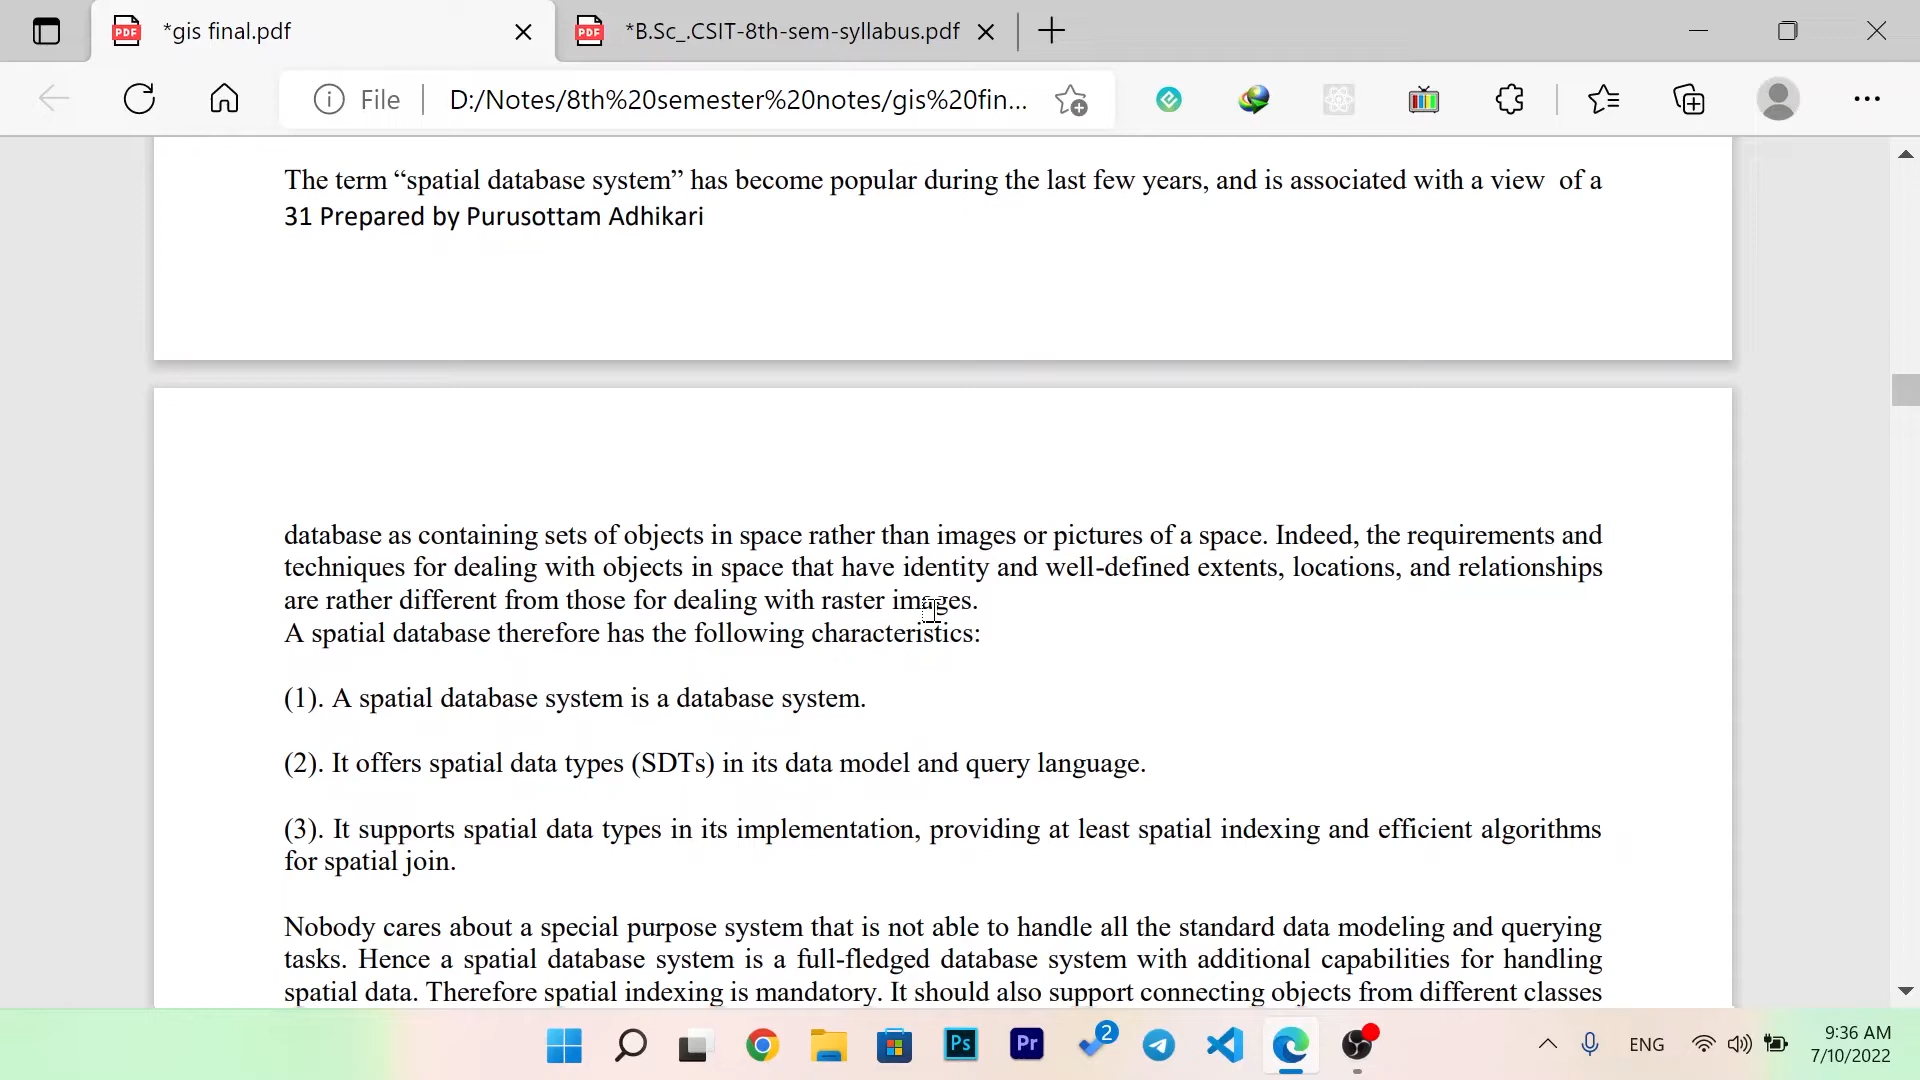 *gis final.pdf
*B.Sc_.CSIT-8th-sem-syllabus.pdf
File
D:/Notes/8th%20semester%20notes/gis%20fin...
The term “spatial database system” has become popular during the last few years, and is associated with a view of a
31 Prepared by Purusottam Adhikari
database as containing sets of objects in space rather than images or pictures of a space. Indeed, the requirements and
techniques for dealing with objects in space that have identity and well-defined extents, locations, and relationships
are rather different from those for dealing with raster images.
A spatial database therefore has the following characteristics:
(1). A spatial database system is a database system.
(2). It offers spatial data types (SDTs) in its data model and query language.
(3). It supports spatial data types in its implementation, providing at least spatial indexing and efficient algorithms
for spatial join.
Nobody cares about a special purpose system that is not able to handle all the standard data modeling and querying
tasks. Hence a spatial database system is a full-fledged database system with additional capabilities for handling
spatial data. Therefore spatial indexing is mandatory. It should also support connecting objects from different classes
PDF
PDF
Ps
Pr
2
ENG
9:36 AM
7/10/2022